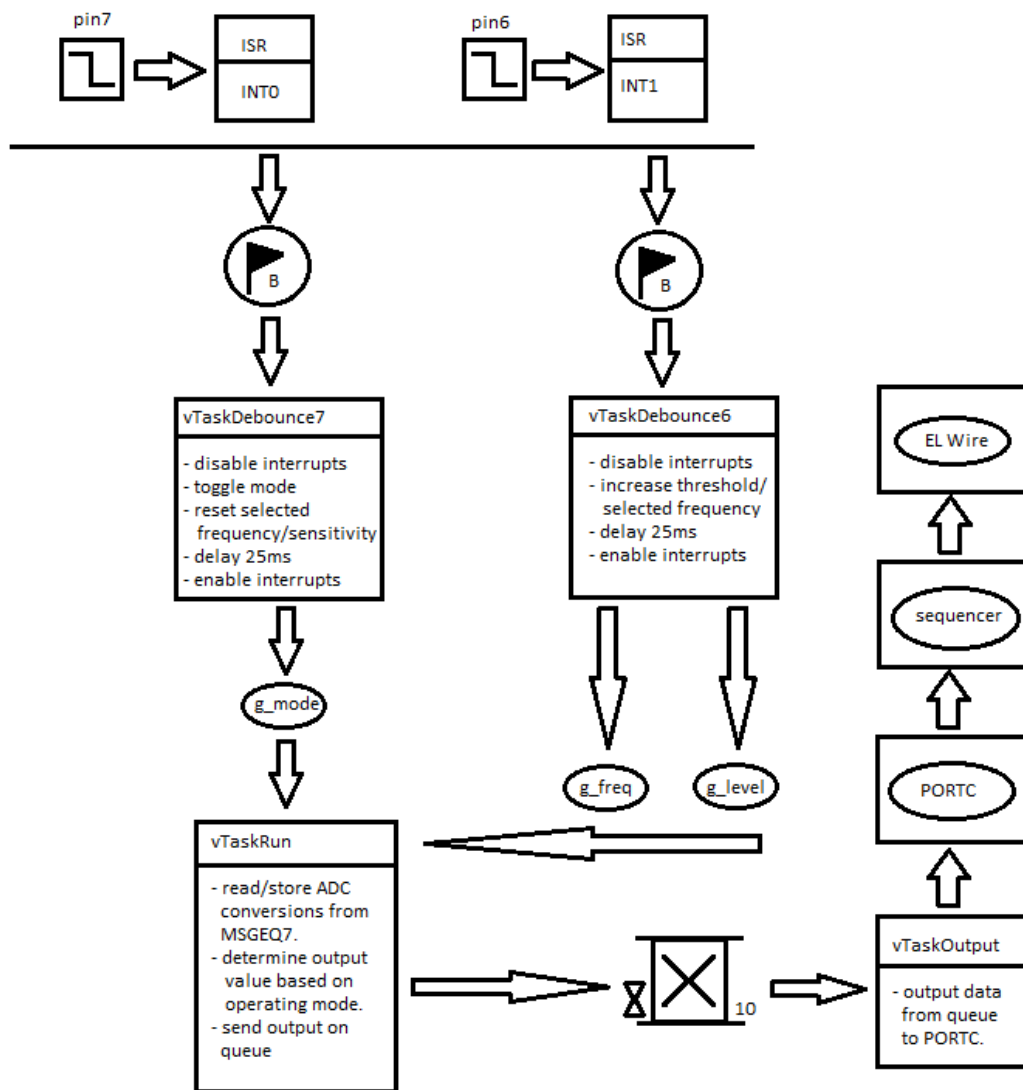 pin7
ISR
INT0
pin6
ISR
INT1
B
B
vTaskDebounce7
- disable interrupts
- toggle mode
- reset selected
frequency/sensitivity
- delay 25ms
- enable interrupts
vTaskDebounce6
- disable interrupts
- increase threshold/
selected frequency
- delay 25ms
- enable interrupts
EL Wire
sequencer
PORTC
g_mode
g_freq
g_level
vTaskRun
- read/store ADC
conversions from
MSGEQ7.
- determine output
value based on
operating mode.
- send output on
queue
10
vTaskOutput
- output data
from queue
to PORTC.